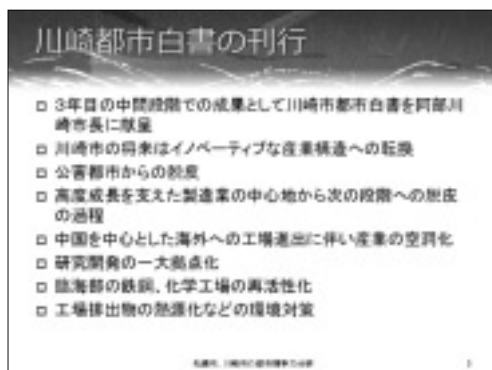 川崎都市白書の刊行
□ 3年目の中間段階での成果として川崎市都市白書を阿部川
崎市長に献呈
□ 川崎市の将来はイノベーティブな産業構造への転換
□ 公害都市からの脱皮
□ 高度成長を支えた製造業の中心地から次の段階への脱皮
の過程
□ 中国を中心とした海外への工場進出に伴い産業の空洞化
□ 研究開発の一大拠点化
□ 臨海部の鉄鋼、化学工場の再活性化
□ 工場排出物の熱源化などの環境対策